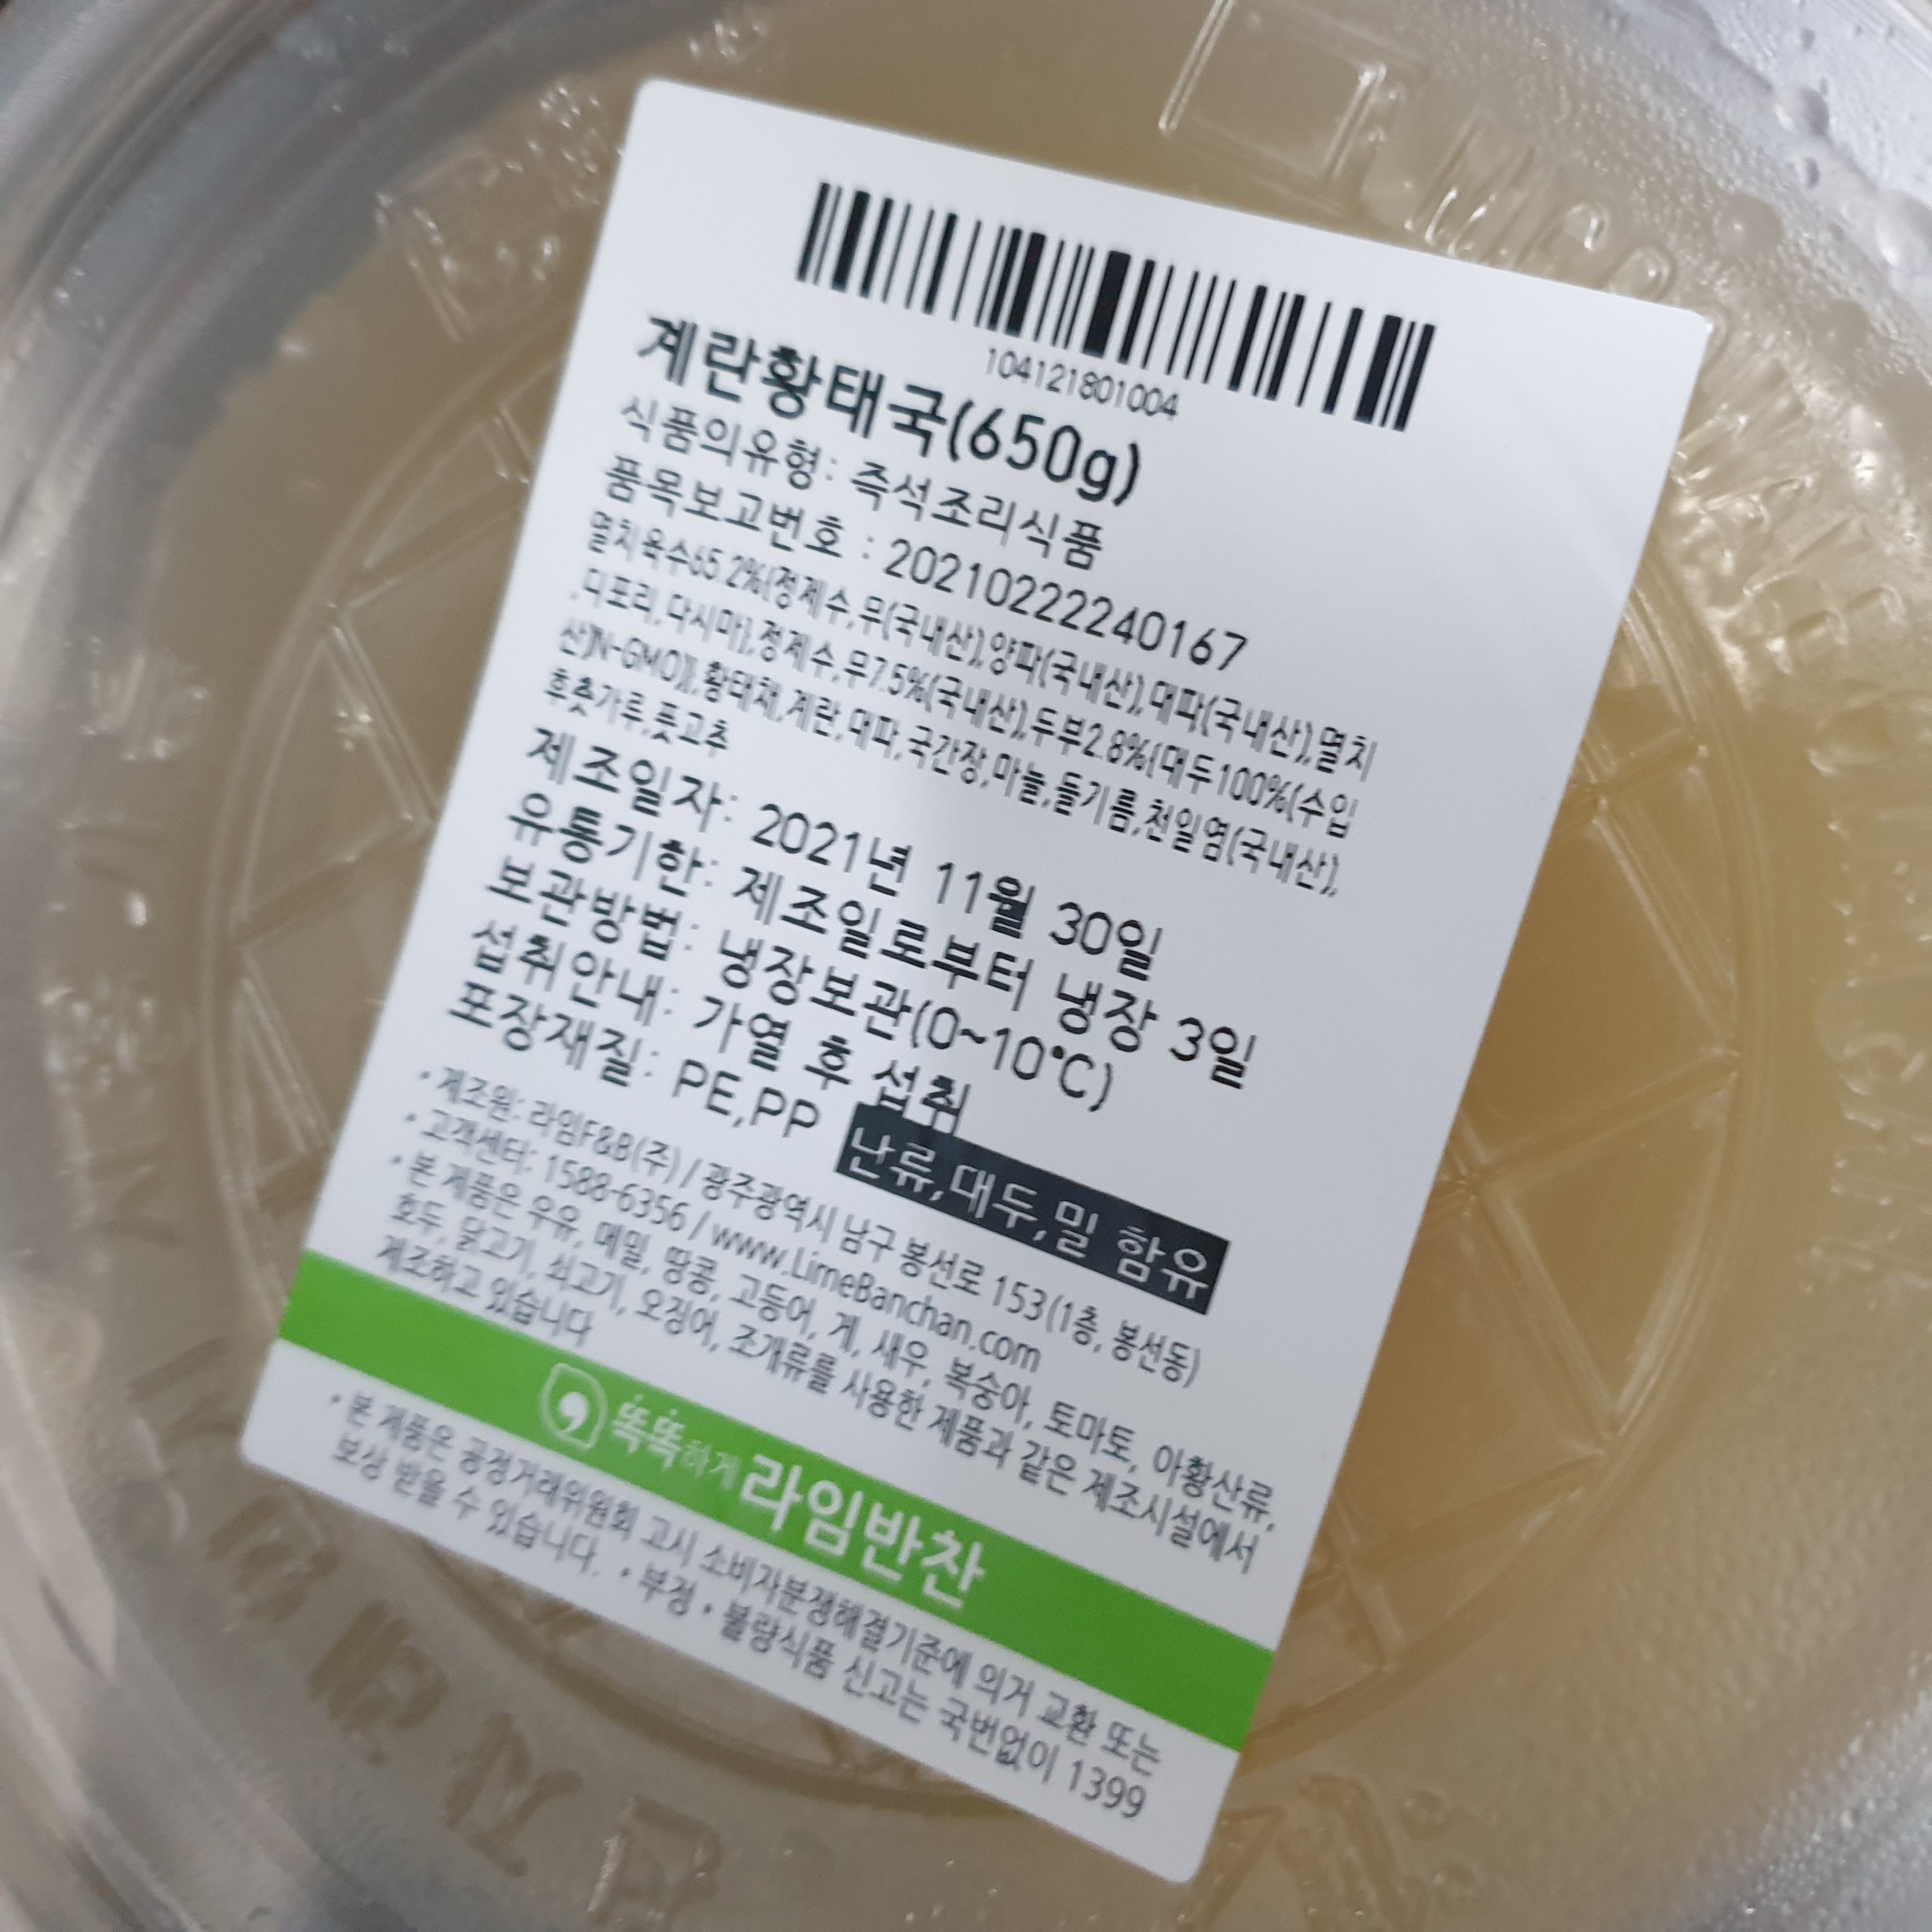 104121801004
계란황태국(650g)
식품의유형: 즉석조리식품
품목보고번호 : 20210222240167
멸치육수65.2%{정제수,무(국내산),양파(국내산),대파(국내산),멸치
,디포리,다시마},정제수,무7.5%(국내산),두부2.8%{대두100%(수입
산)[N-GMO]},황태채,계란,대파,국간장,마늘,들기름,천일염(국내산),
후춧가루,풋고추
제조일자: 2021년 11월 30일
유통기한: 제조일로부터 냉장 3일
보관방법: 냉장보관(0~10℃)
섭취안내: 가열 후 섭취
포장재질: PE,PP
난류,대두,밀 함유
• 제조원: 라임F&B(주) / 광주광역시 남구 봉선로 153(1층, 봉선동)
• 고객센터: 1588-6356 / www.LimeBanchan.com
• 본 제품은 우유, 메밀, 땅콩, 고등어, 게, 새우, 복숭아, 토마토, 아황산류,
호두, 닭고기, 쇠고기, 오징어, 조개류를 사용한 제품과 같은 제조시설에서
제조하고 있습니다
똑똑하게 라임반찬
• 본 제품은 공정거래위원회 고시 소비자분쟁해결기준에 의거 교환 또는
보상 받을 수 있습니다. • 부정 • 불량식품 신고는 국번없이 1399